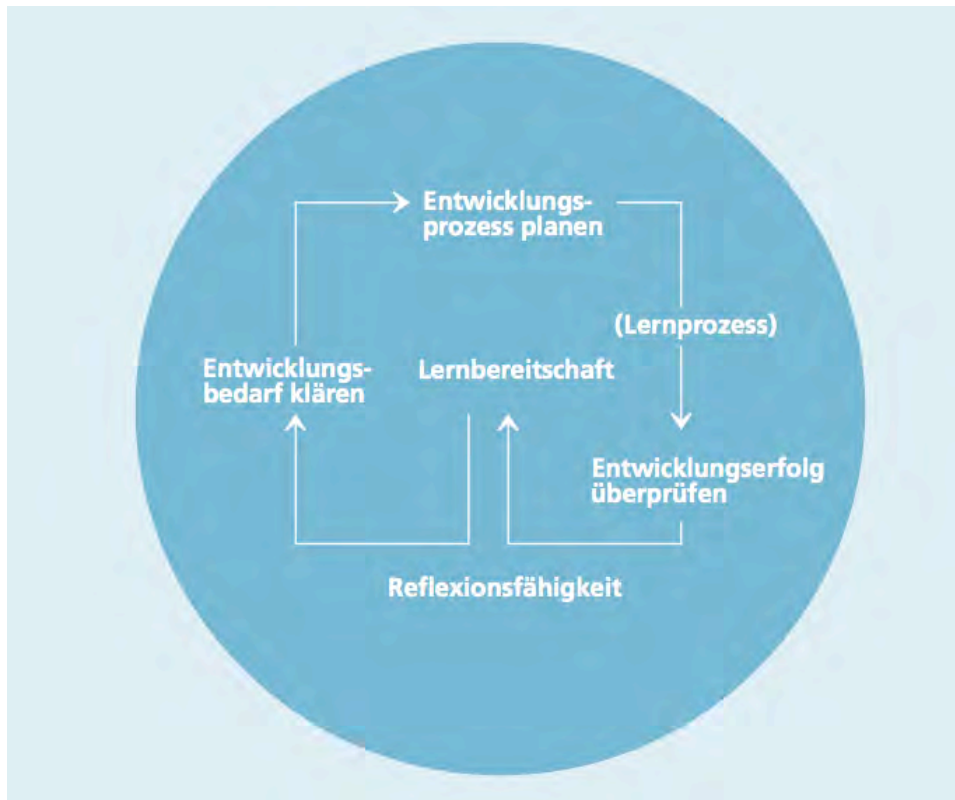 Entwicklungs-
prozess planen
(Lernprozess)
Entwicklungs-
bedarf klären
Lernbereitschaft
Entwicklungserfolg
überprüfen
Reflexionsfähigkeit